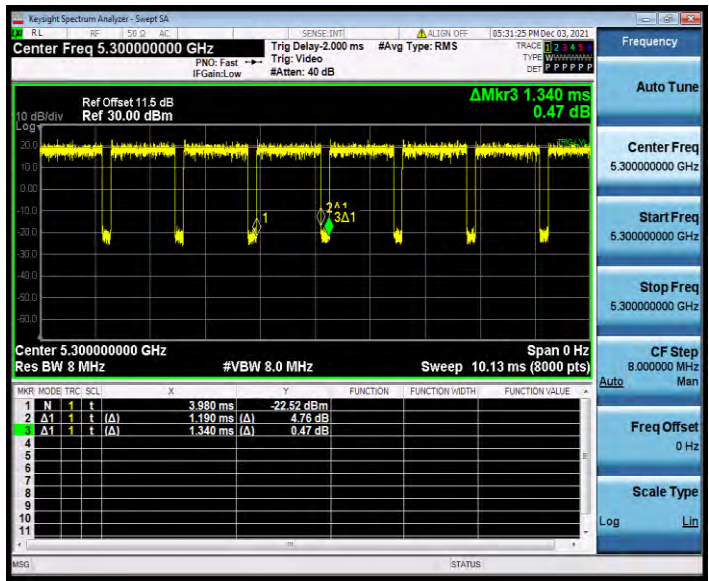 Keysight Spectrum Analyzer - Swept SA
RL RF 50 Ω AC SENSE:INT ALIGN OFF 05:31:25 PM Dec 03, 2021
Center Freq 5.300000000 GHz
PNO: Fast
IFGain:Low
Trig Delay-2.000 ms
Trig: Video
#Atten: 40 dB
#Avg Type: RMS
TRACE 1 2 3 4 5 6
TYPE
DET P P P P P P
Ref Offset 11.5 dB
Ref 30.00 dBm
10 dB/div
Log
ΔMkr3 1.340 ms
0.47 dB
20.0
10.0
0.00
-10.0
-20.0
-30.0
-40.0
-50.0
-60.0
1
2Δ1
3Δ1
Center 5.300000000 GHz
Span 0 Hz
Res BW 8 MHz
#VBW 8.0 MHz
Sweep 10.13 ms (8000 pts)
MKR MODE TRC SCL X Y FUNCTION FUNCTION WIDTH FUNCTION VALUE
1 N 1 t 3.980 ms -22.52 dBm
2 Δ1 1 t (Δ) 1.190 ms (Δ) 4.76 dB
3 Δ1 1 t (Δ) 1.340 ms (Δ) 0.47 dB
4
5
6
7
8
9
10
11
MSG
STATUS
Frequency
Auto Tune
Center Freq
5.300000000 GHz
Start Freq
5.300000000 GHz
Stop Freq
5.300000000 GHz
CF Step
8.000000 MHz
Auto Man
Freq Offset
0 Hz
Scale Type
Log Lin